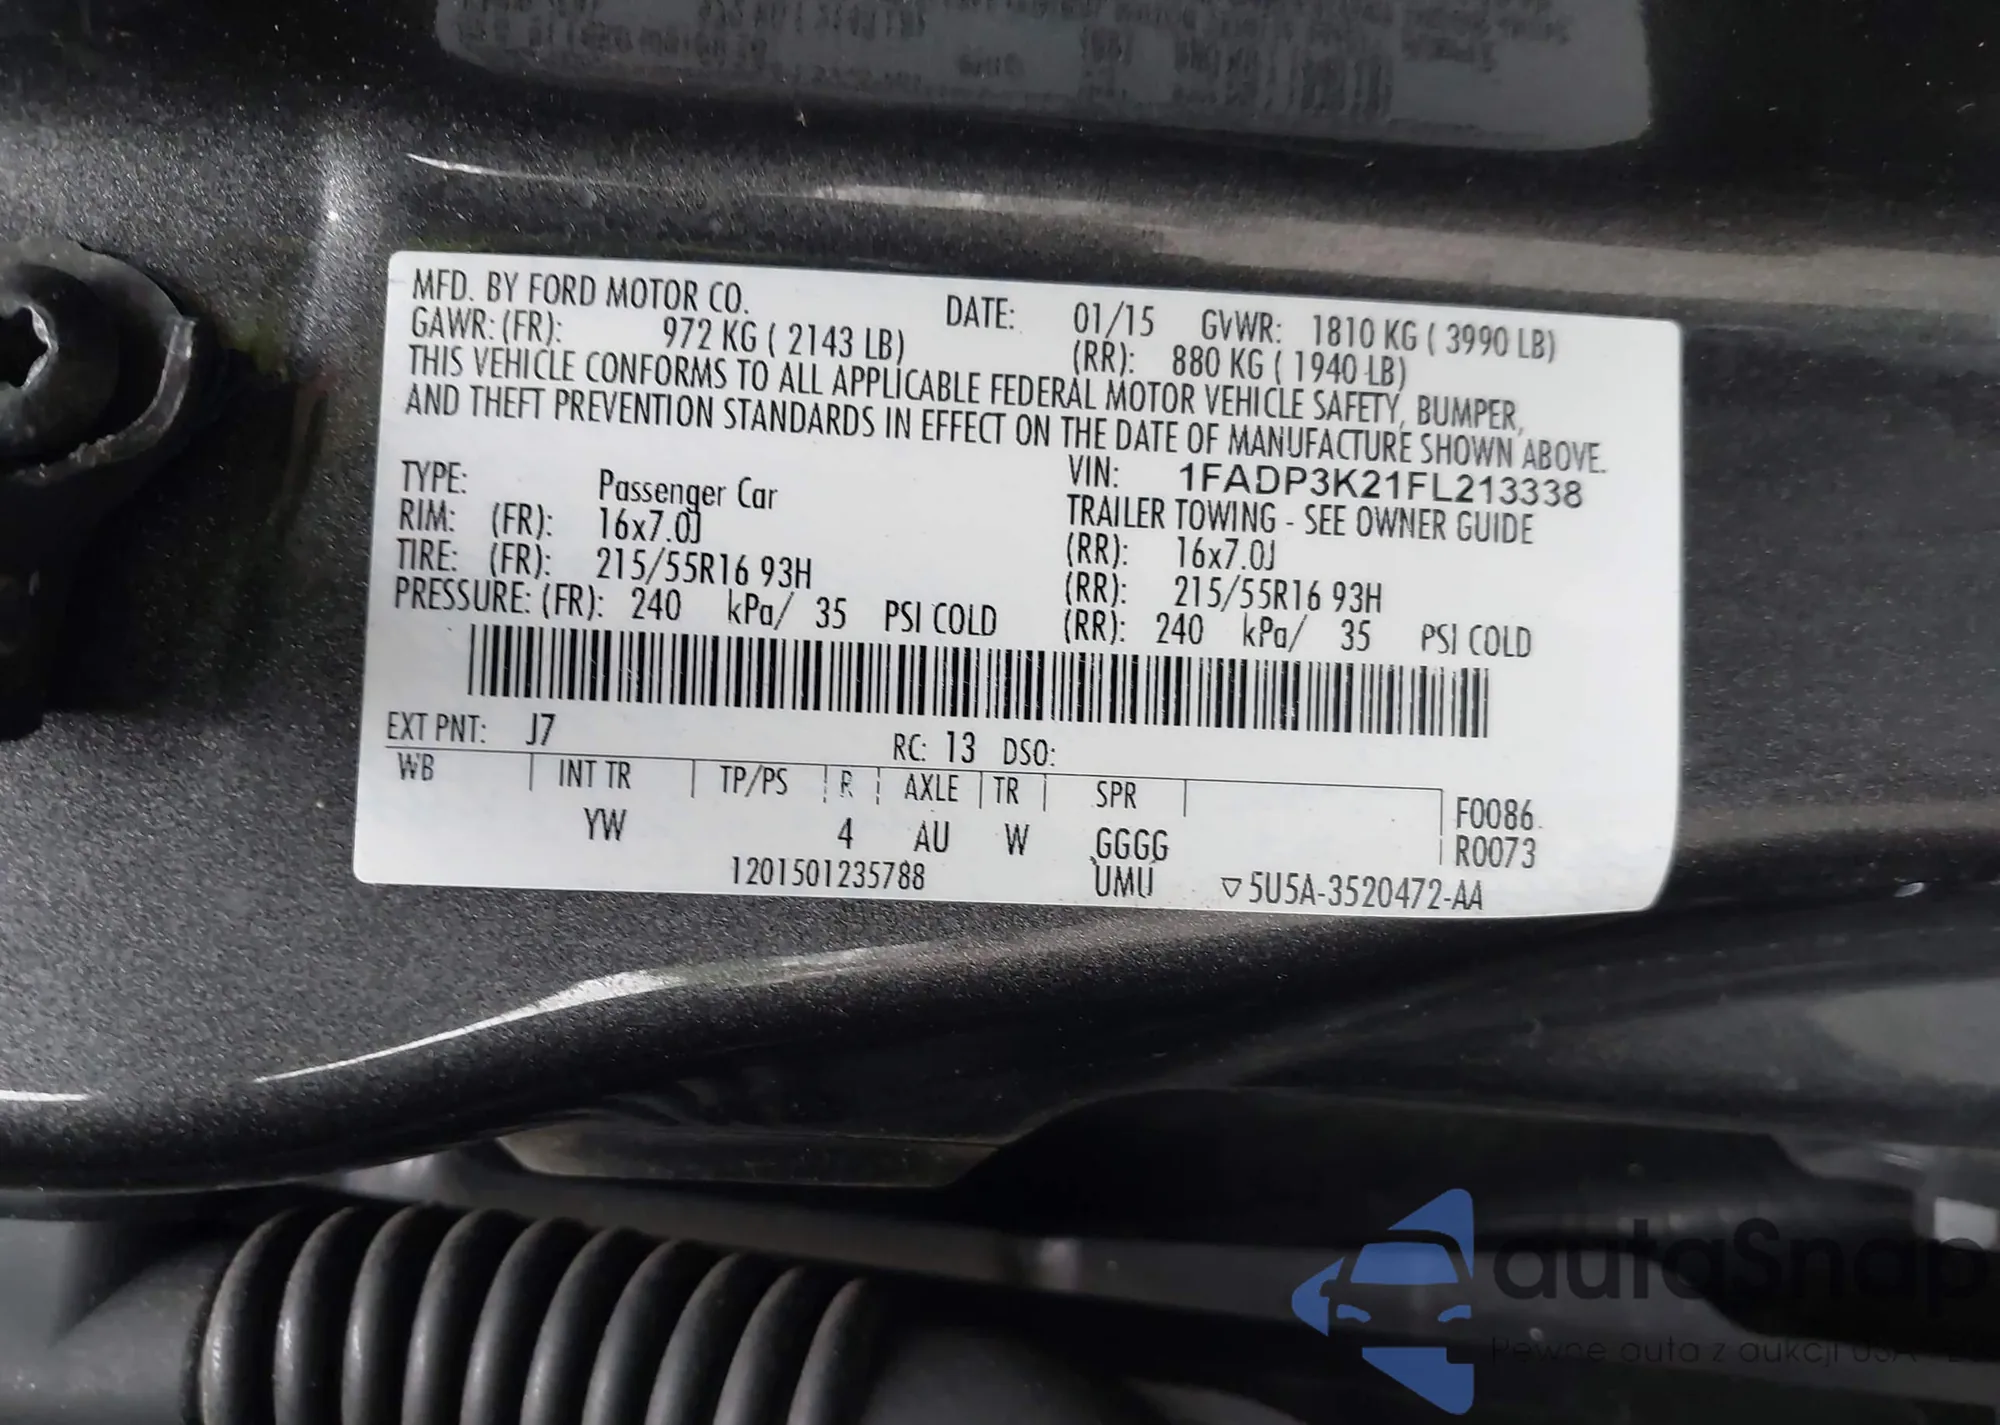 MFD. BY FORD MOTOR CO. DATE: 01/15 GVWR: 1810 KG ( 3990 LB)
GAWR: (FR): 972 KG ( 2143 LB) (RR): 880 KG ( 1940 LB)
THIS VEHICLE CONFORMS TO ALL APPLICABLE FEDERAL MOTOR VEHICLE SAFETY, BUMPER,
AND THEFT PREVENTION STANDARDS IN EFFECT ON THE DATE OF MANUFACTURE SHOWN ABOVE.
TYPE: Passenger Car VIN: 1FADP3K21FL213338
TRAILER TOWING - SEE OWNER GUIDE
RIM: (FR): 16x7.0J (RR): 16x7.0J
TIRE: (FR): 215/55R16 93H (RR): 215/55R16 93H
PRESSURE: (FR): 240 kPa/ 35 PSI COLD (RR): 240 kPa/ 35 PSI COLD
EXT PNT: J7 RC: 13 DSO:
WB INT TR TP/PS R AXLE TR SPR F0086
YW 4 AU W GGGG R0073
1201501235788 UMU ▽5U5A-3520472-AA
autaSnap
Pewne auta z aukcji USA